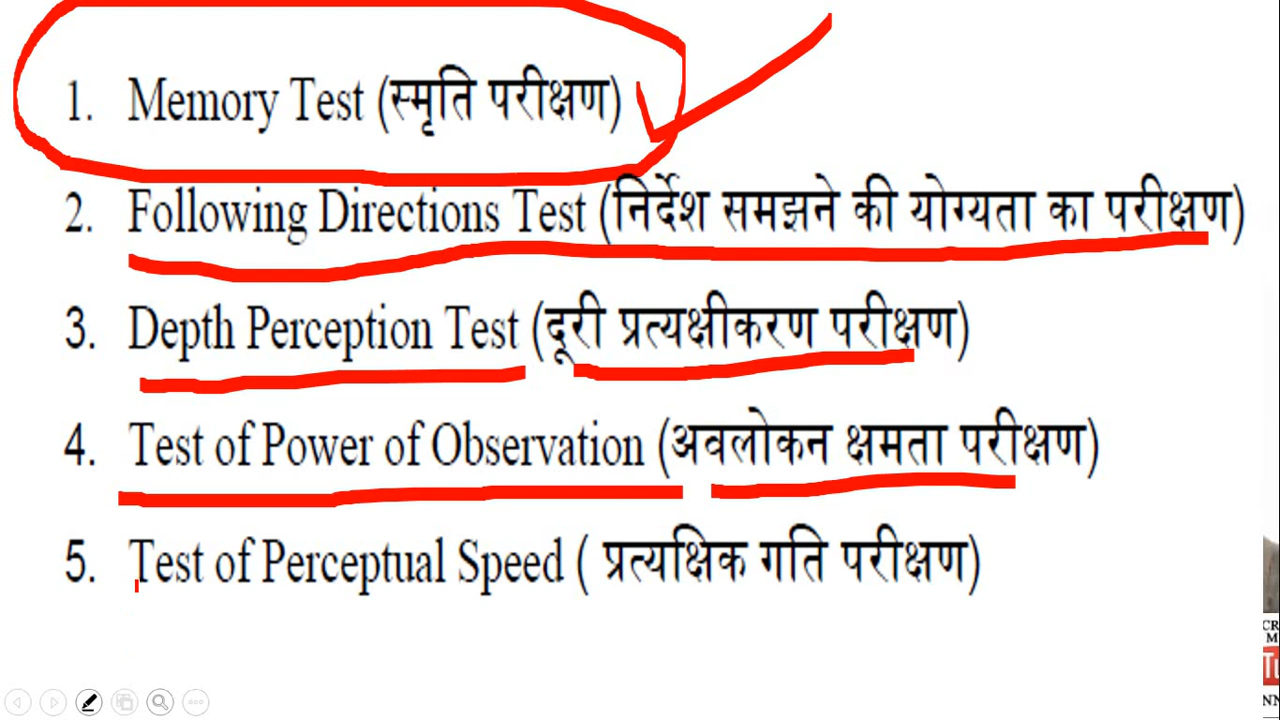 1. Memory Test (स्मृति परीक्षण)
2. Following Directions Test (निर्देश समझने की योग्यता का परीक्षण)
3. Depth Perception Test (दूरी प्रत्यक्षीकरण परीक्षण)
4. Test of Power of Observation (अवलोकन क्षमता परीक्षण)
5. Test of Perceptual Speed ( प्रत्यक्षिक गति परीक्षण)